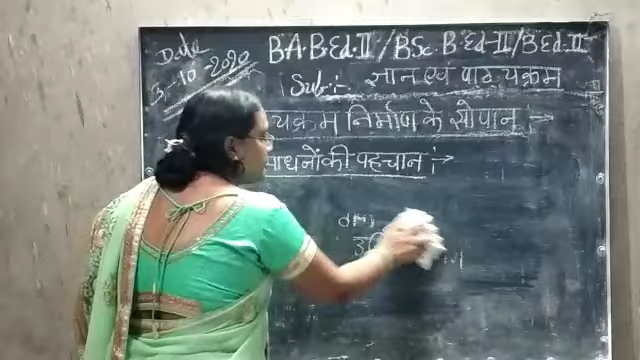 Date
3-10-2020
B.A.B.Ed.II/BSc.B.Ed-II/B.Ed.II
Sub:- ज्ञान एवं पाठ्यक्रम
यक्रम निर्माण के सोपान :→
साधनों की पहचान :→